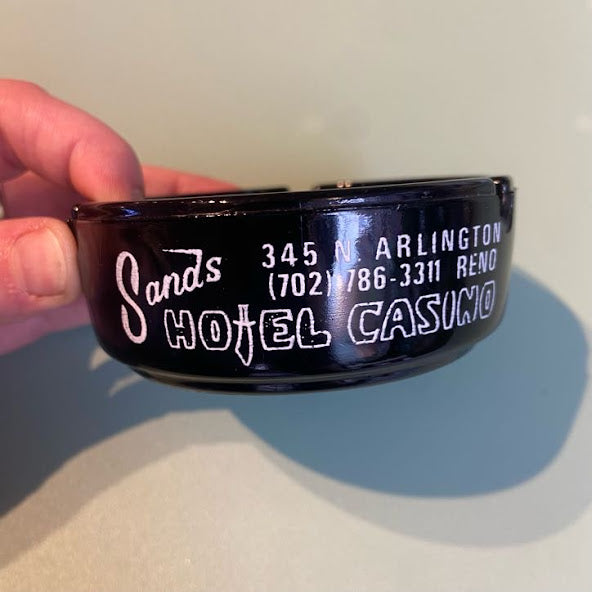 Sands
345 N. ARLINGTON
(702) 786-3311 RENO
HOTEL CASINO